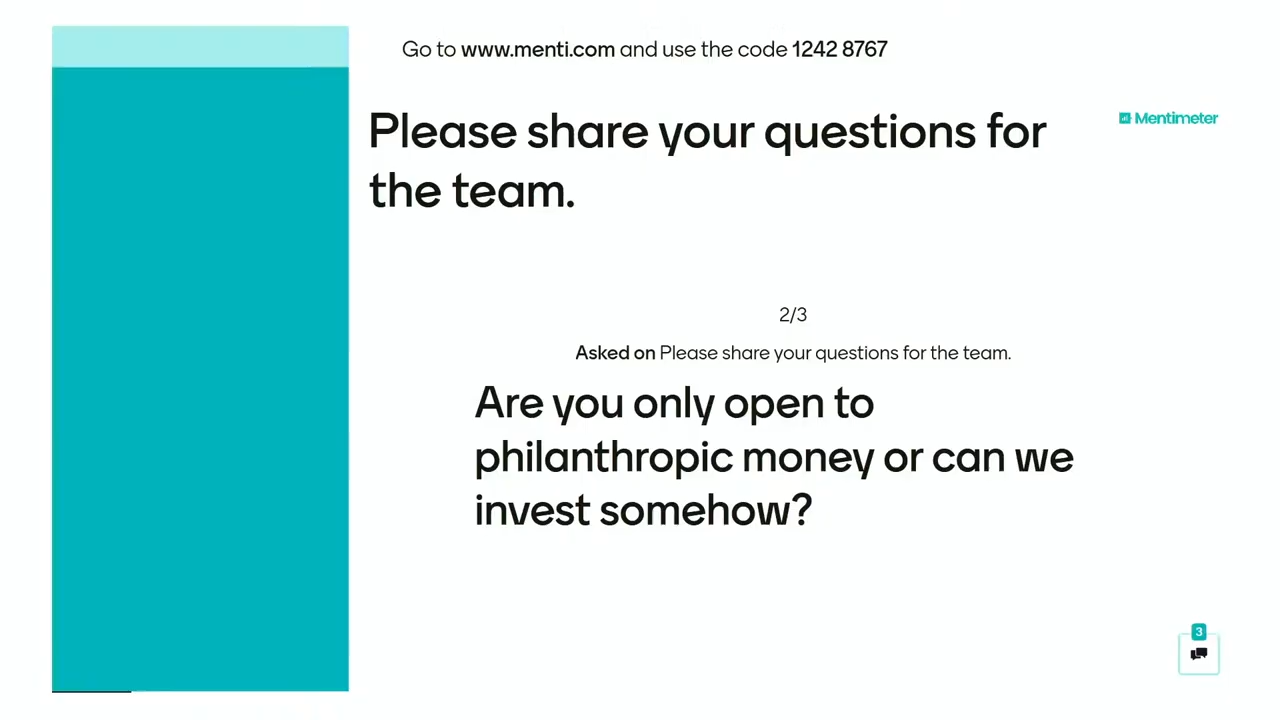 Go to www.menti.com and use the code 1242 8767
Mentimeter
Please share your questions for
the team.
2/3
Asked on Please share your questions for the team.
Are you only open to
philanthropic money or can we
invest somehow?
3